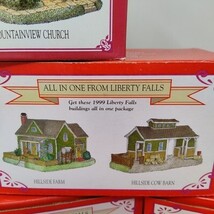 OUNTAINVIEW CHURCH
ALL IN ONE FROM LIBERTY FALLS
Get these 1999 Liberty Falls
buildings all in one package
HILLSIDE FARM
HILLSIDE COW BARN